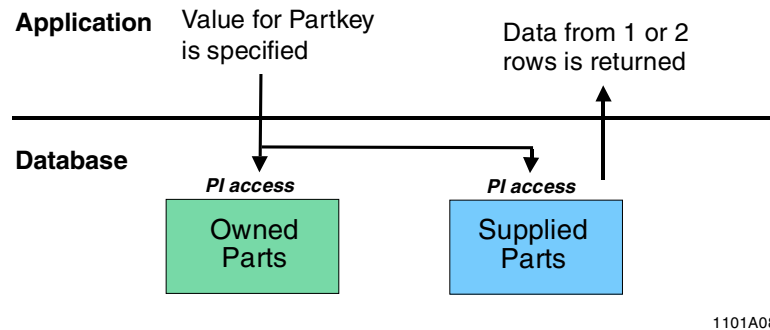 Application
Value for Partkey
is specified
Data from 1 or 2
rows is returned
Database
PI access
PI access
Owned
Parts
Supplied
Parts